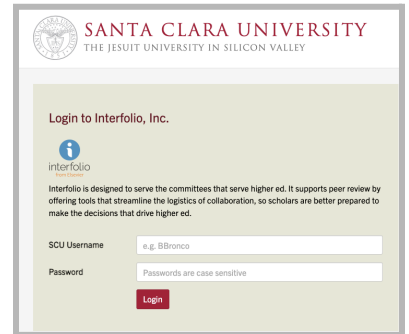 SANTA CLARA UNIVERSITY
THE JESUIT UNIVERSITY IN SILICON VALLEY
Login to Interfolio, Inc.
interfolio
from Elsevier
Interfolio is designed to serve the committees that serve higher ed. It supports peer review by
offering tools that streamline the logistics of collaboration, so scholars are better prepared to
make the decisions that drive higher ed.
SCU Username
e.g. BBronco
Password
Passwords are case sensitive
Login